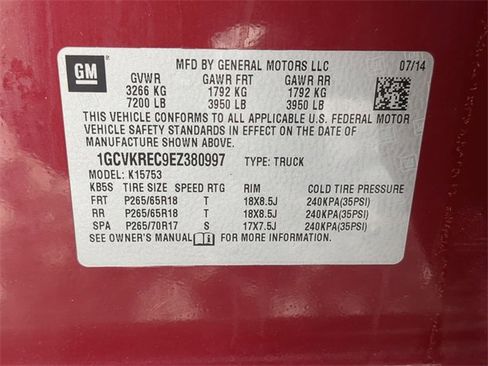 GM
MFD BY GENERAL MOTORS LLC 07/14
GVWR GAWR FRT GAWR RR
3266 KG 1792 KG 1792 KG
7200 LB 3950 LB 3950 LB
THIS VEHICLE CONFORMS TO ALL APPLICABLE U.S. FEDERAL MOTOR
VEHICLE SAFETY STANDARDS IN EFFECT ON THE DATE OF
MANUFACTURE SHOWN ABOVE.
1GCVKREC9EZ380997 TYPE: TRUCK
MODEL: K15753
KB5S TIRE SIZE SPEED RTG RIM COLD TIRE PRESSURE
FRT P265/65R18 T 18X8.5J 240KPA(35PSI)
RR P265/65R18 T 18X8.5J 240KPA(35PSI)
SPA P265/70R17 S 17X7.5J 240KPA(35PSI)
SEE OWNER'S MANUAL FOR MORE INFORMATION.